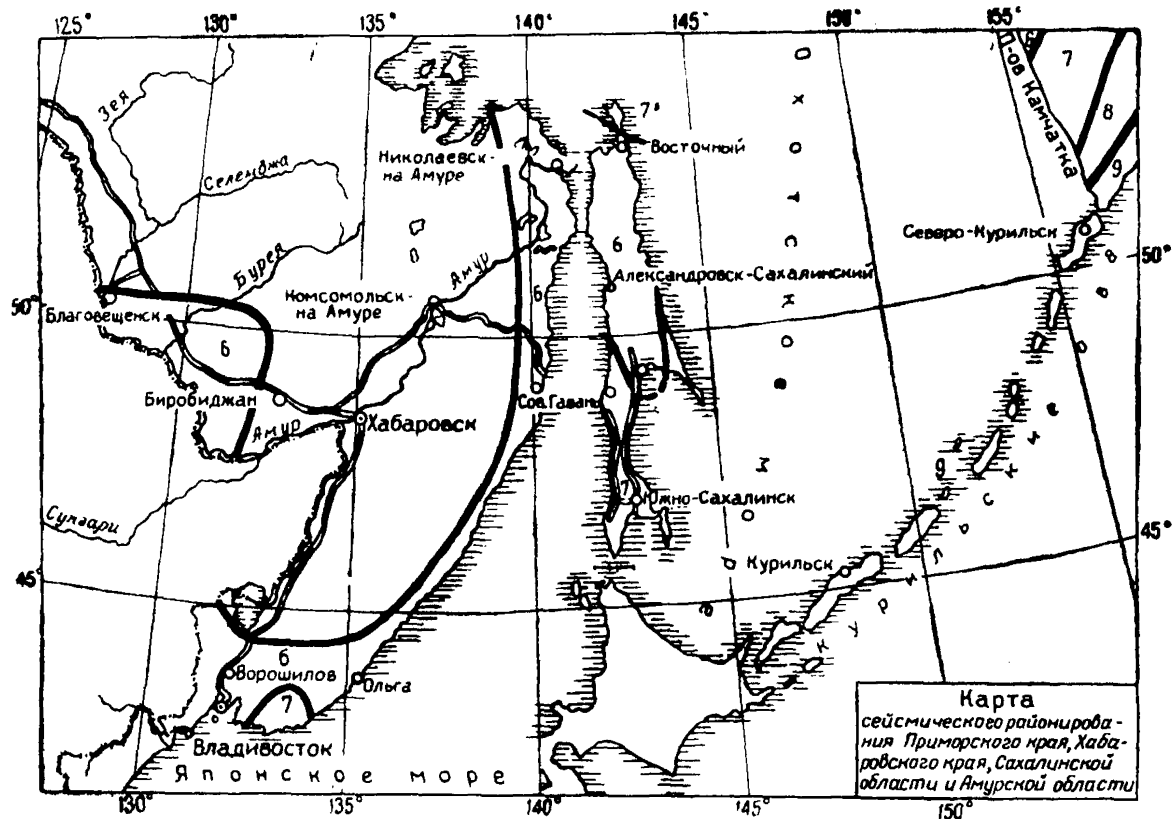 125° 130° 135° 140° 145° 150° 155°
Зея
Селемджа
Бурея
Благовещенск
6
Биробиджан
Амур
Хабаровск
Комсомольск-
на Амуре
Амур
Николаевск-
на Амуре
Сунгари
6
Ворошилов
7
Ольга
Владивосток
Японское море
6
Сов.Гавань
7
Восточный
6
Александровск-Сахалинский
7
Южно-Сахалинск
Охотское
м
Курильск
Курильские
П-ов Камчатка
7
8
9
Северо-Курильск
50°
45°
50°
45°
Карта
сейсмического районирова-
ния Приморского края, Хаба-
ровского края, Сахалинской
области и Амурской области
130° 135° 140° 145° 150°